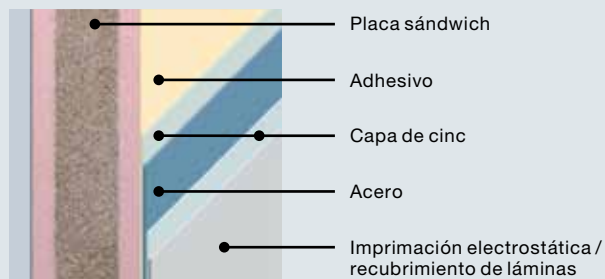 Placa sándwich
Adhesivo
Capa de cinc
Acero
Imprimación electrostática /
recubrimiento de láminas